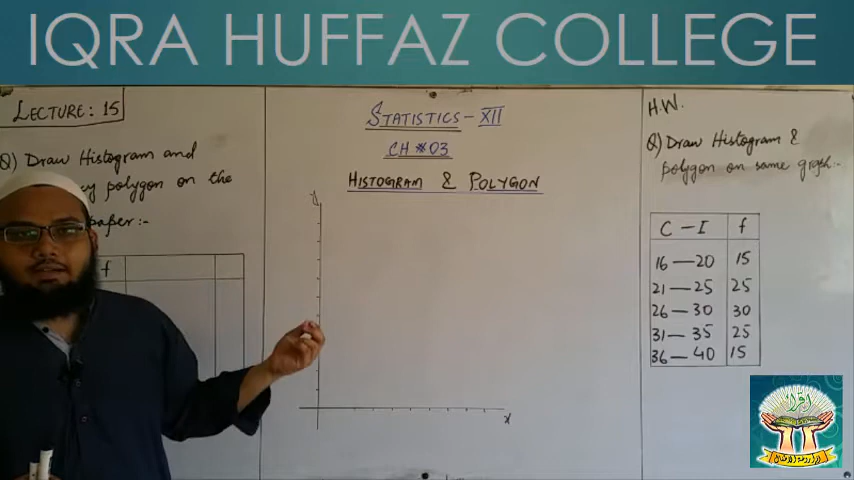 IQRA HUFFAZ COLLEGE
LECTURE: 15
Q) Draw Histogram and
polygon on the
paper:-
f
STATISTICS - XII
CH # 03
HISTOGRAM & POLYGON
y
x
H.W.
Q) Draw Histogram &
polygon on same graph:-
C - I f
16 — 20 15
21 — 25 25
26 — 30 30
31 — 35 25
36 — 40 15
اقرأ